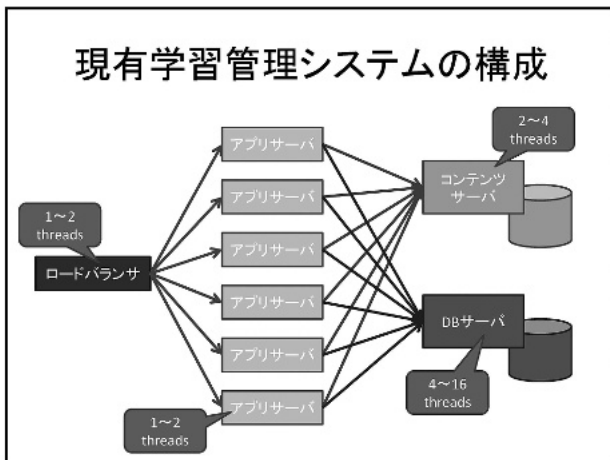 現有学習管理システムの構成
2～4
threads
アプリサーバ
コンテンツ
サーバ
アプリサーバ
1～2
threads
アプリサーバ
ロードバランサ
アプリサーバ
DBサーバ
アプリサーバ
4～16
threads
アプリサーバ
1～2
threads